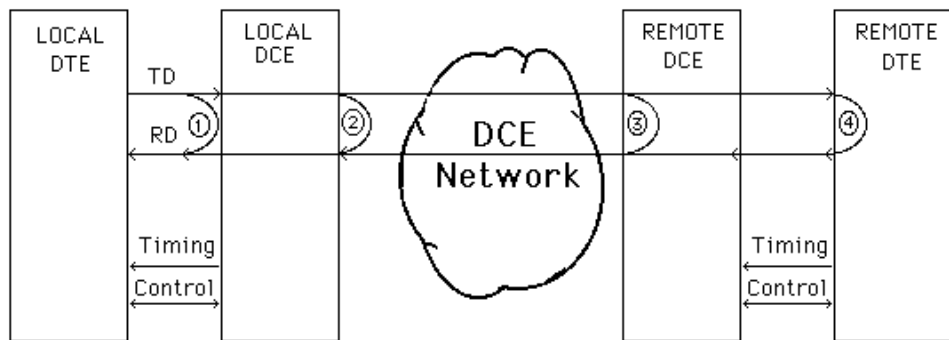 LOCAL
DTE
LOCAL
DCE
REMOTE
DCE
REMOTE
DTE
TD
RD
①
②
③
④
DCE
Network
Timing
Control
Timing
Control